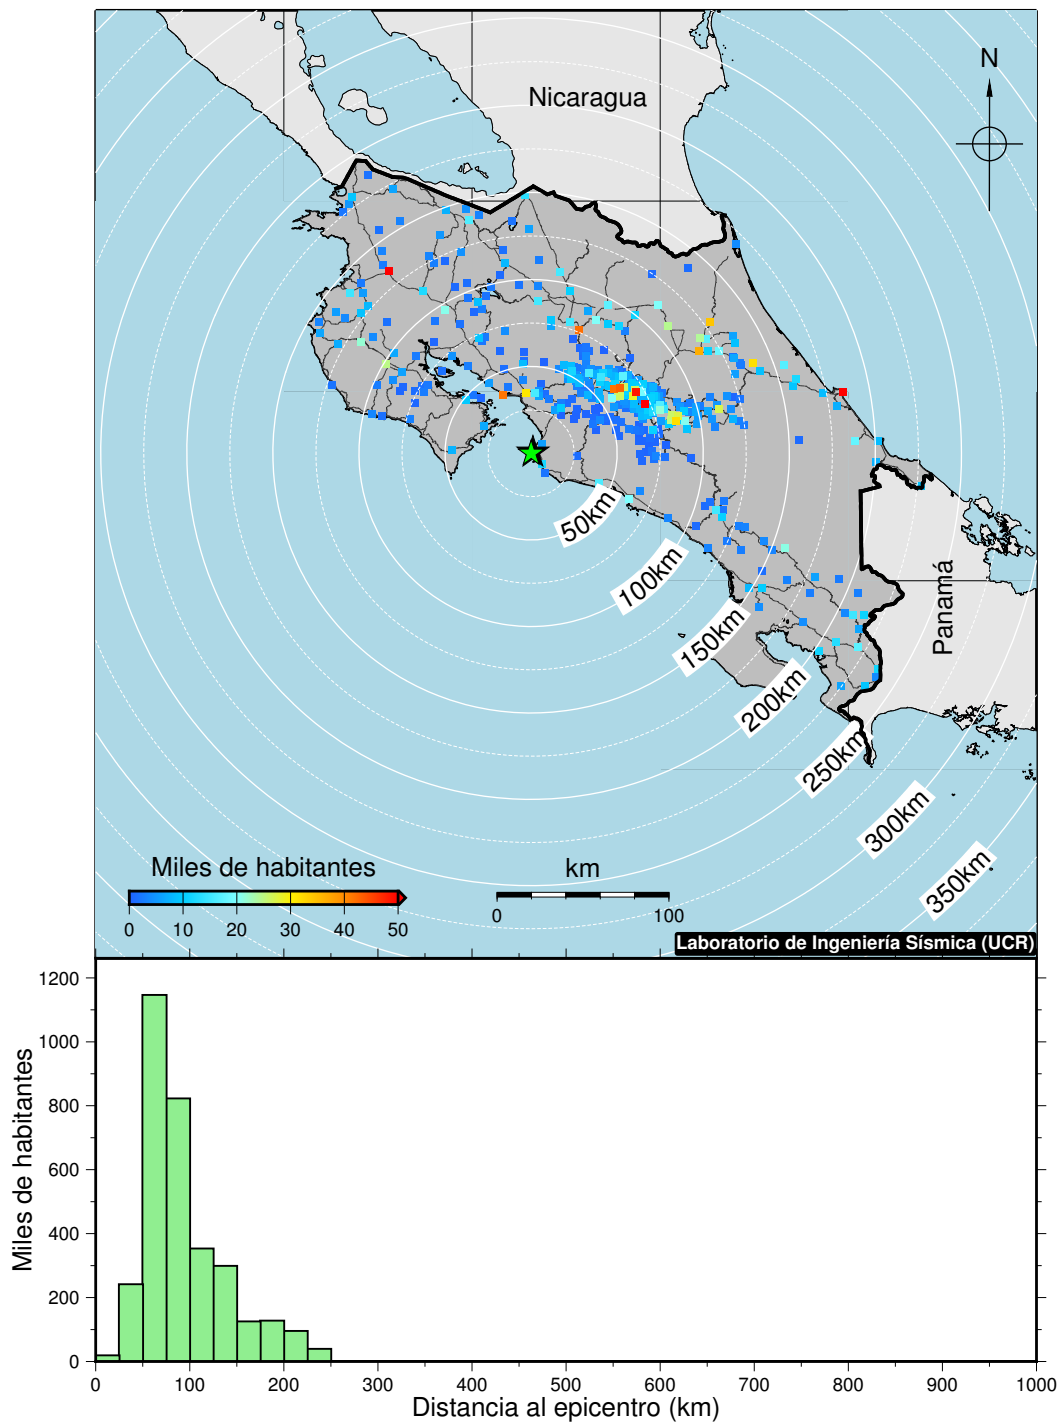 Nicaragua
N
Panamá
50km
100km
150km
200km
250km
300km
350km
Miles de habitantes
0 10 20 30 40 50
km
0 100
Laboratorio de Ingeniería Sísmica (UCR)
Miles de habitantes
1200
1000
800
600
400
200
0
0 100 200 300 400 500 600 700 800 900 1000
Distancia al epicentro (km)